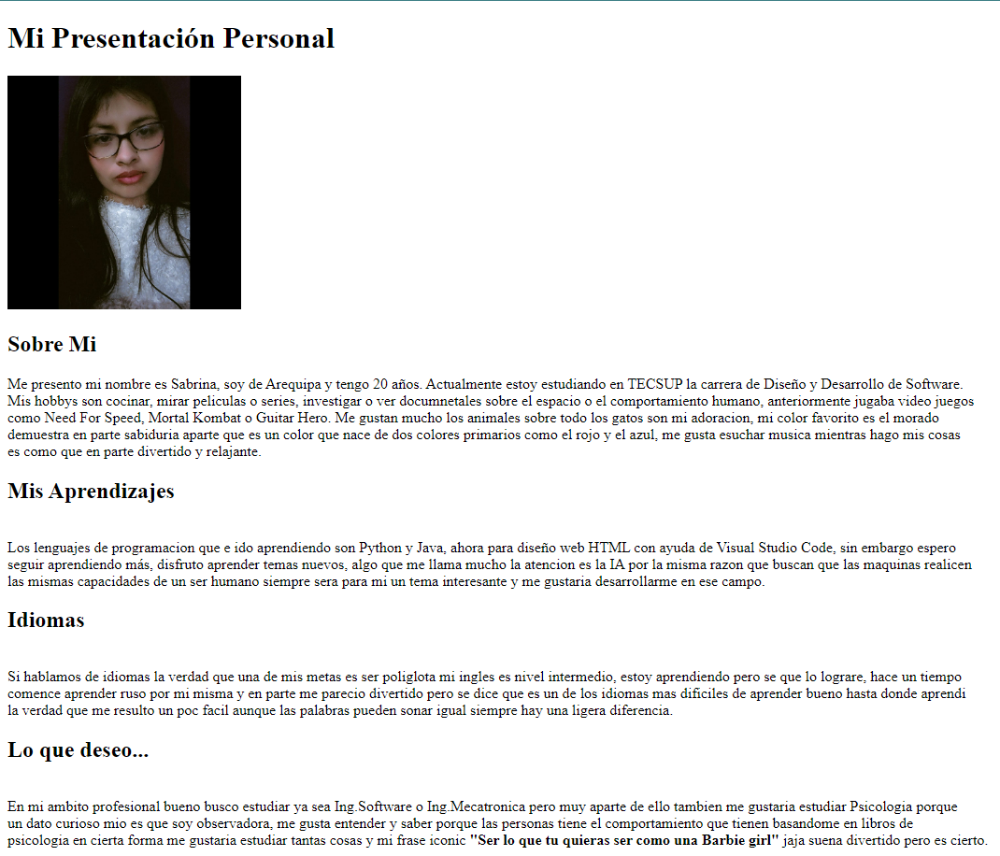 Mi Presentación Personal
Sobre Mi
Me presento mi nombre es Sabrina, soy de Arequipa y tengo 20 años. Actualmente estoy estudiando en TECSUP la carrera de Diseño y Desarrollo de Software.
Mis hobbys son cocinar, mirar peliculas o series, investigar o ver documnetales sobre el espacio o el comportamiento humano, anteriormente jugaba video juegos
como Need For Speed, Mortal Kombat o Guitar Hero. Me gustan mucho los animales sobre todo los gatos son mi adoracion, mi color favorito es el morado
demuestra en parte sabiduria aparte que es un color que nace de dos colores primarios como el rojo y el azul, me gusta esuchar musica mientras hago mis cosas
es como que en parte divertido y relajante.
Mis Aprendizajes
Los lenguajes de programacion que e ido aprendiendo son Python y Java, ahora para diseño web HTML con ayuda de Visual Studio Code, sin embargo espero
seguir aprendiendo más, disfruto aprender temas nuevos, algo que me llama mucho la atencion es la IA por la misma razon que buscan que las maquinas realicen
las mismas capacidades de un ser humano siempre sera para mi un tema interesante y me gustaria desarrollarme en ese campo.
Idiomas
Si hablamos de idiomas la verdad que una de mis metas es ser poliglota mi ingles es nivel intermedio, estoy aprendiendo pero se que lo lograre, hace un tiempo
comence aprender ruso por mi misma y en parte me parecio divertido pero se dice que es un de los idiomas mas dificiles de aprender bueno hasta donde aprendi
la verdad que me resulto un poc facil aunque las palabras pueden sonar igual siempre hay una ligera diferencia.
Lo que deseo...
En mi ambito profesional bueno busco estudiar ya sea Ing.Software o Ing.Mecatronica pero muy aparte de ello tambien me gustaria estudiar Psicologia porque
un dato curioso mio es que soy observadora, me gusta entender y saber porque las personas tiene el comportamiento que tienen basandome en libros de
psicologia en cierta forma me gustaria estudiar tantas cosas y mi frase iconic "Ser lo que tu quieras ser como una Barbie girl" jaja suena divertido pero es cierto.